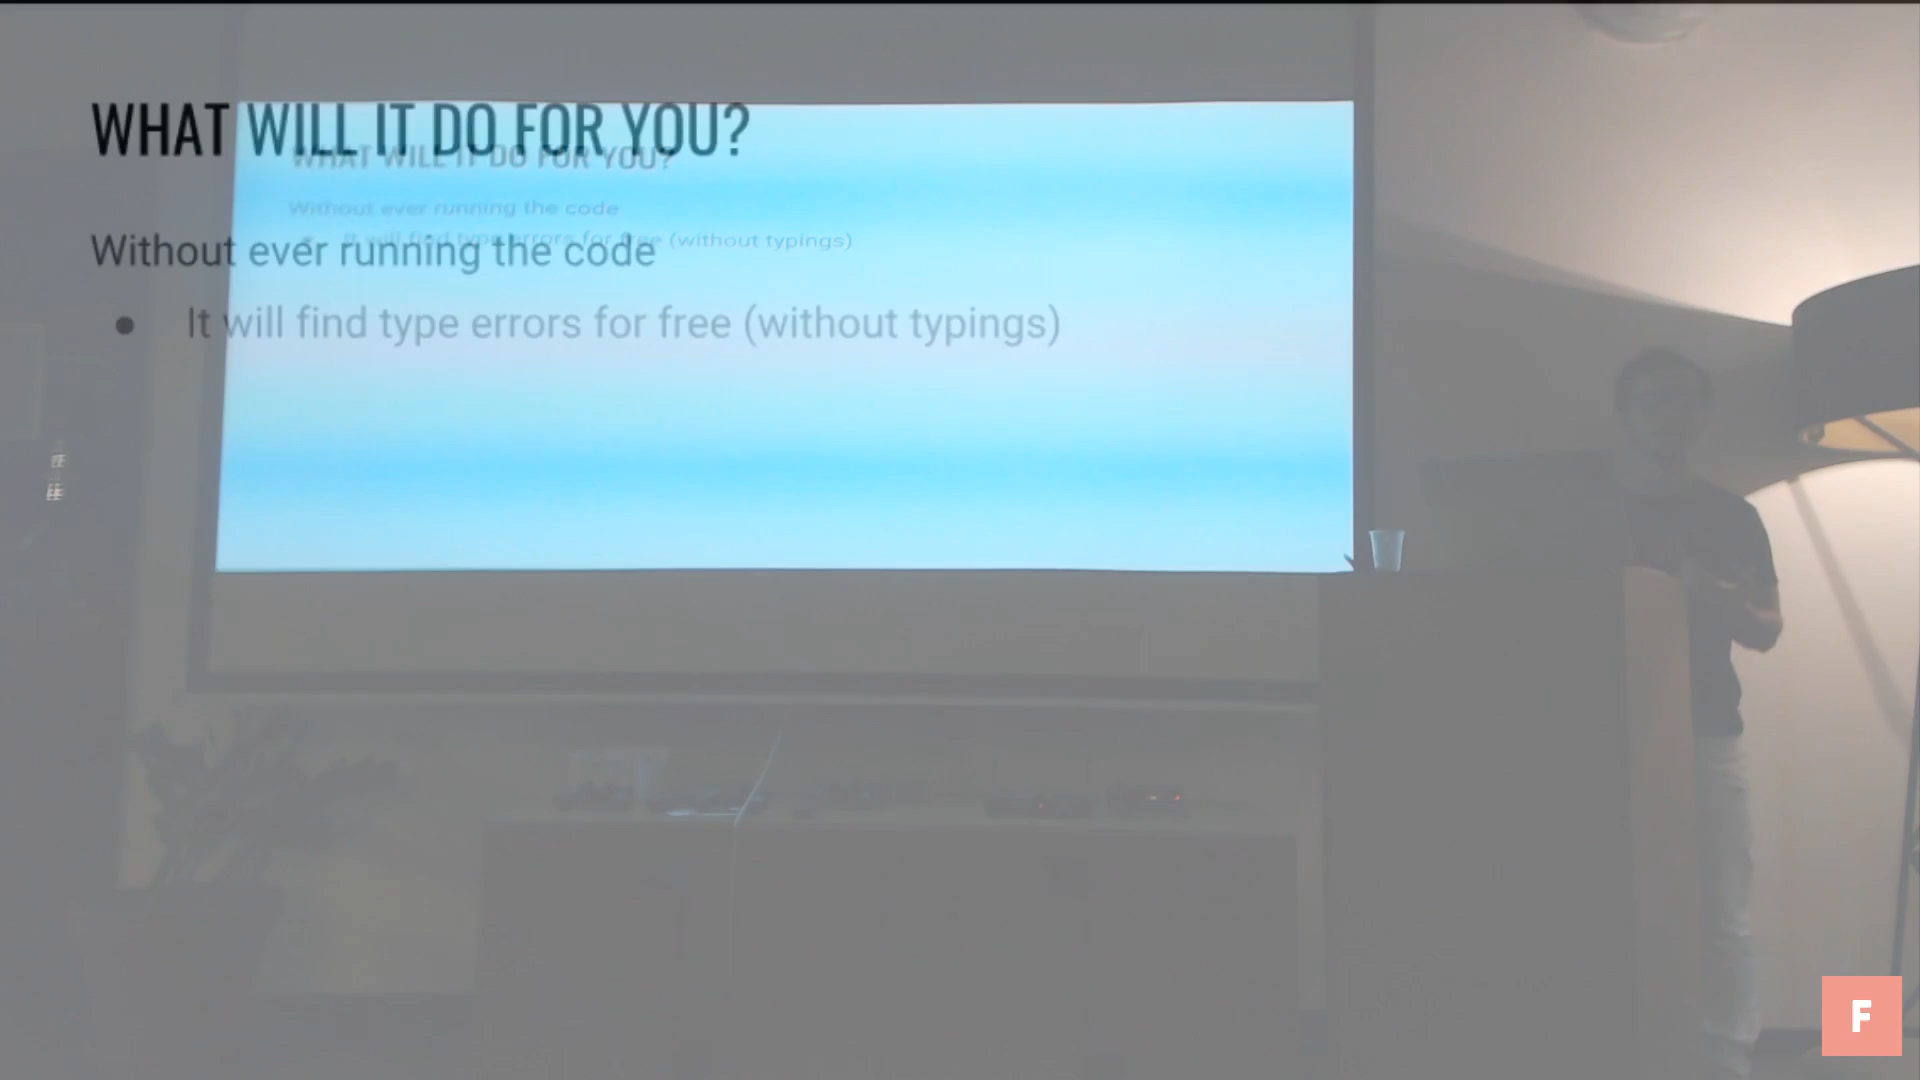 WHAT WILL IT DO FOR YOU?
WHAT WILL IT DO FOR YOU?
Without ever running the code
It will find type errors for free (without typings)
Without ever running the code
● It will find type errors for free (without typings)
F